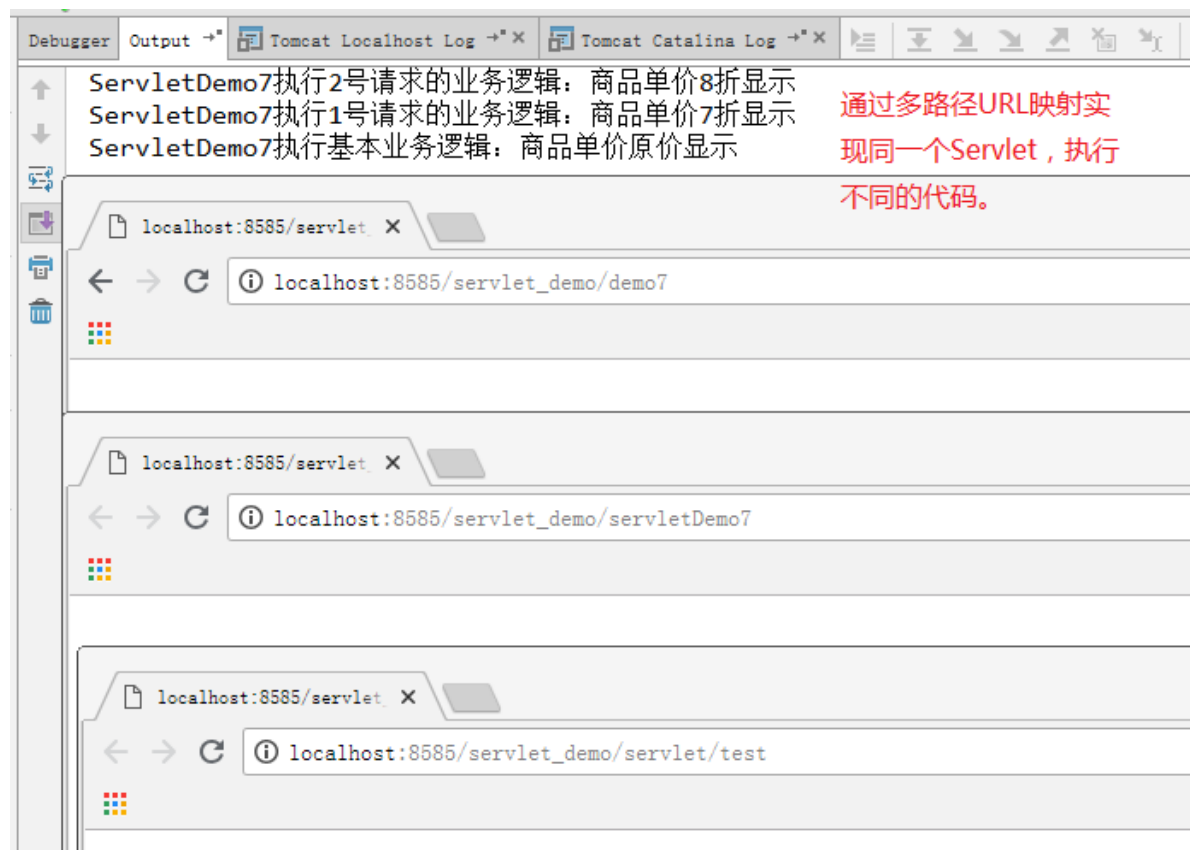 Debugger Output Tomcat Localhost Log Tomcat Catalina Log
ServletDemo7执行2号请求的业务逻辑：商品单价8折显示
ServletDemo7执行1号请求的业务逻辑：商品单价7折显示
ServletDemo7执行基本业务逻辑：商品单价原价显示
通过多路径URL映射实
现同一个Servlet，执行
不同的代码。
localhost:8585/servlet_
localhost:8585/servlet_demo/demo7
localhost:8585/servlet_
localhost:8585/servlet_demo/servletDemo7
localhost:8585/servlet_
localhost:8585/servlet_demo/servlet/test